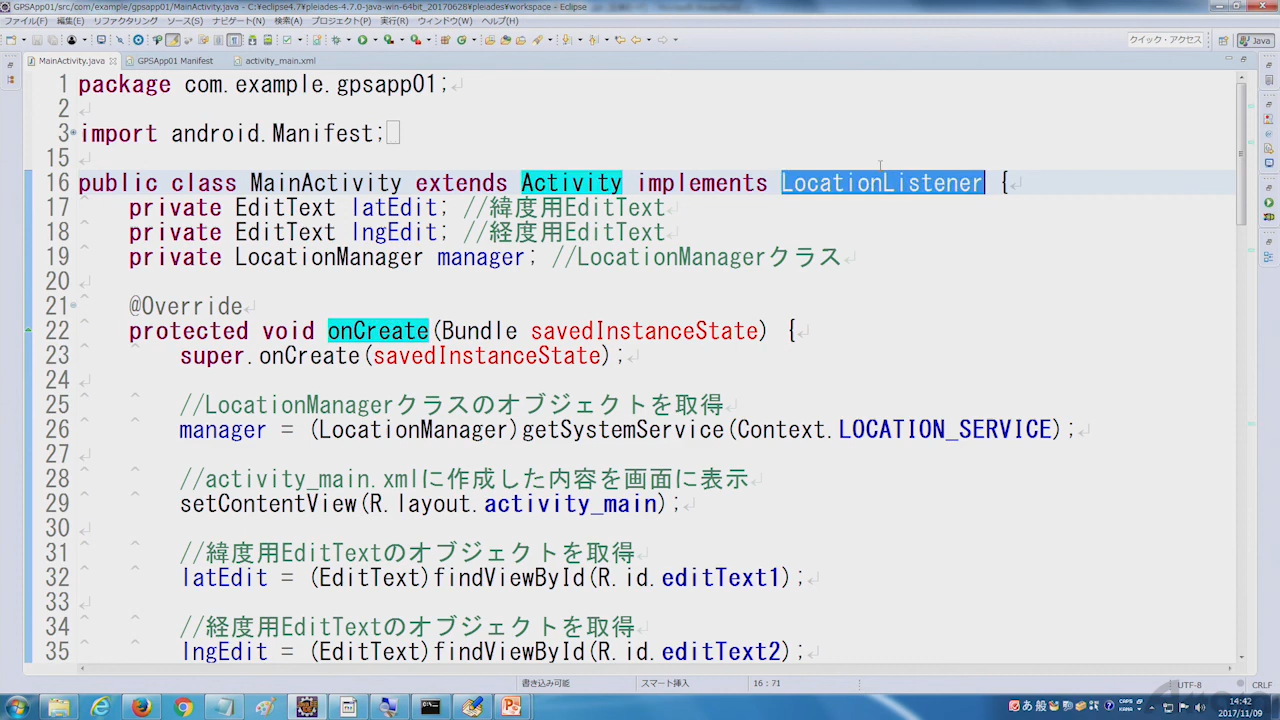 GPSApp01/src/com/example/gpsapp01/MainActivity.java - C:¥eclipse4.7¥pleiades-4.7.0-java-win-64bit_20170628¥pleiades¥workspace - Eclipse
ファイル(F) 編集(E) リファクタリング ソース(S) ナビゲート(N) 検索(A) プロジェクト(P) 実行(R) ウィンドウ(W) ヘルプ(H)
クイック・アクセス
Java
MainActivity.java GPSApp01 Manifest activity_main.xml
1 package com.example.gpsapp01;
2
3 import android.Manifest;
15
16 public class MainActivity extends Activity implements LocationListener {
17 private EditText latEdit; //緯度用EditText
18 private EditText lngEdit; //経度用EditText
19 private LocationManager manager; //LocationManagerクラス
20
21 @Override
22 protected void onCreate(Bundle savedInstanceState) {
23 super.onCreate(savedInstanceState);
24
25 //LocationManagerクラスのオブジェクトを取得
26 manager = (LocationManager)getSystemService(Context.LOCATION_SERVICE);
27
28 //activity_main.xmlに作成した内容を画面に表示
29 setContentView(R.layout.activity_main);
30
31 //緯度用EditTextのオブジェクトを取得
32 latEdit = (EditText)findViewById(R.id.editText1);
33
34 //経度用EditTextのオブジェクトを取得
35 lngEdit = (EditText)findViewById(R.id.editText2);
書き込み可能 スマート挿入 16 : 71 UTF-8 CRLF
あ 般 CAPS KANA
14:42
2017/11/09